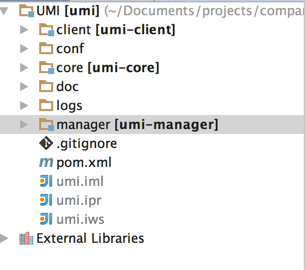 UMI [umi] (~/Documents/projects/compa
client [umi-client]
conf
core [umi-core]
doc
logs
manager [umi-manager]
.gitignore
pom.xml
umi.iml
umi.ipr
umi.iws
External Libraries